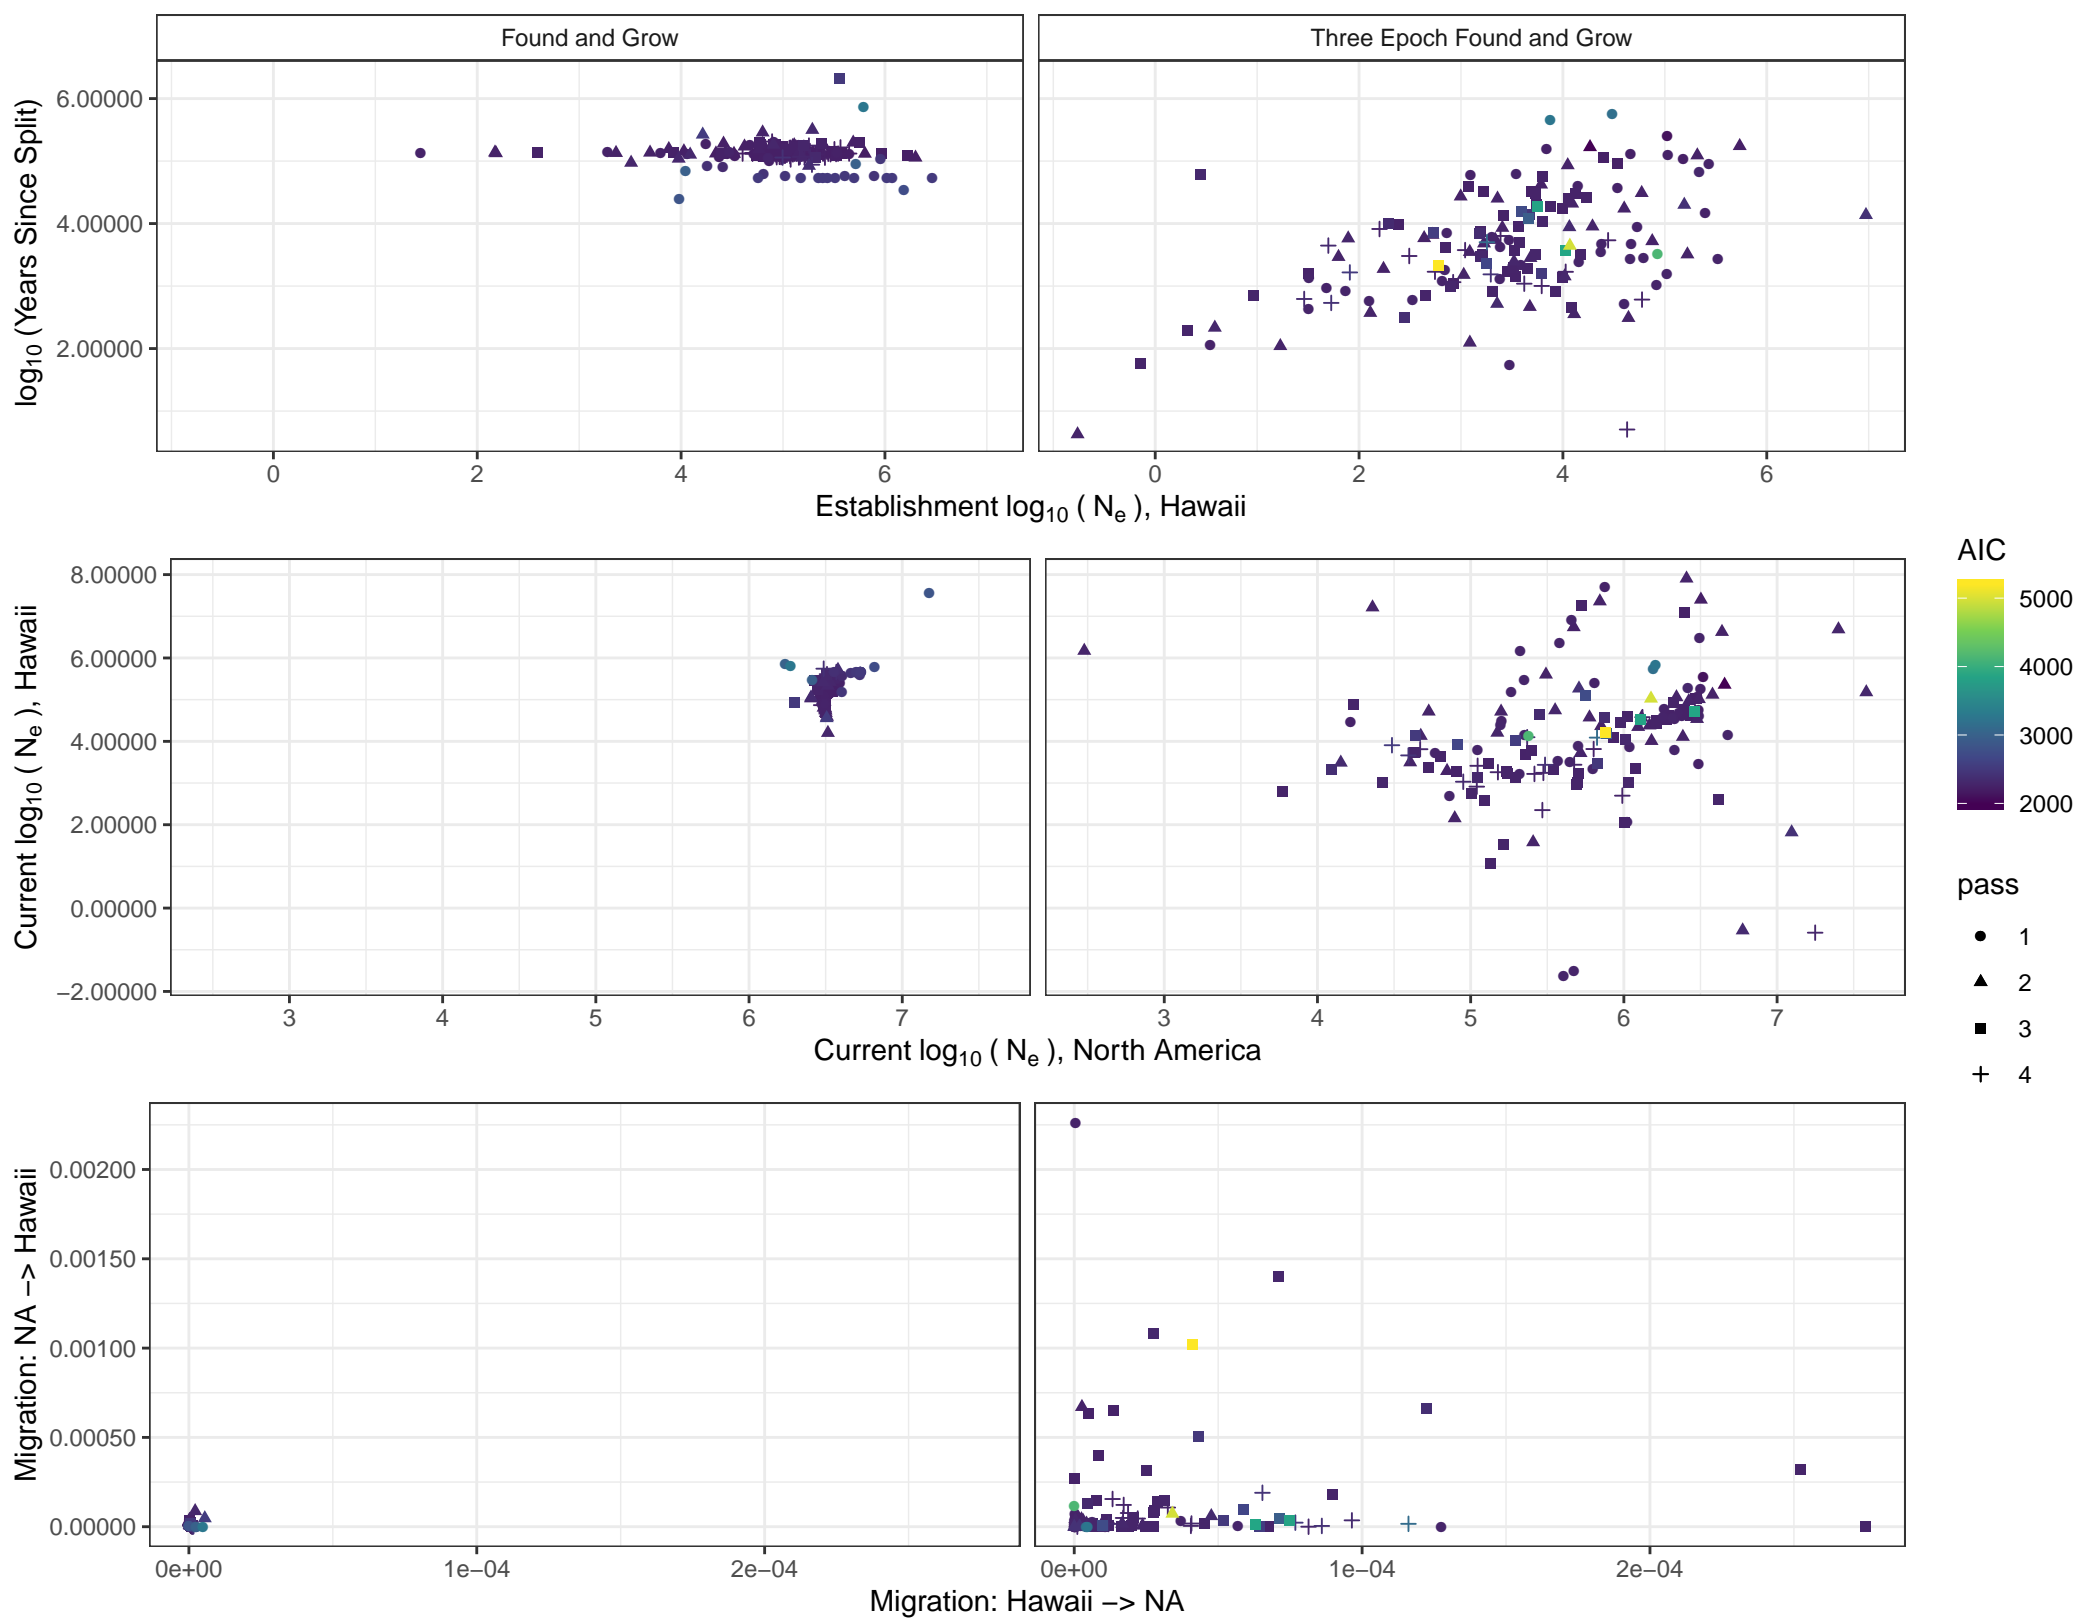 Found and Grow
Three Epoch Found and Grow
log10 (Years Since Split)
6.00000
4.00000
2.00000
0 2 4 6
0 2 4 6
Establishment log10 ( Ne ), Hawaii
Current log10 ( Ne ), Hawaii
8.00000
6.00000
4.00000
2.00000
0.00000
−2.00000
3 4 5 6 7
3 4 5 6 7
Current log10 ( Ne ), North America
Migration: NA −> Hawaii
0.00200
0.00150
0.00100
0.00050
0.00000
0e+00 1e−04 2e−04
0e+00 1e−04 2e−04
Migration: Hawaii −> NA
AIC
5000
4000
3000
2000
pass
1
2
3
4